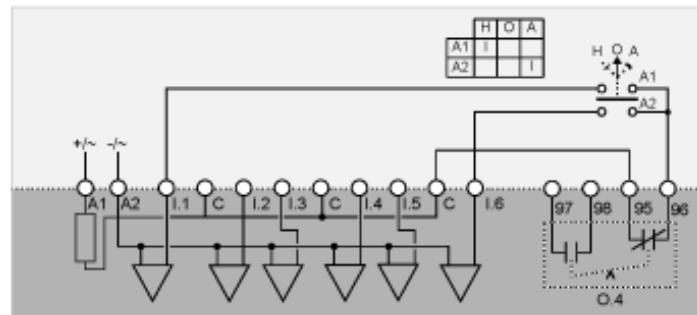 H O A
A1 I
A2 I
H O A
A1
A2
+/~ -/~
A1 A2 I.1 C I.2 I.3 C I.4 I.5 C I.6 97 98 95 96
O.4